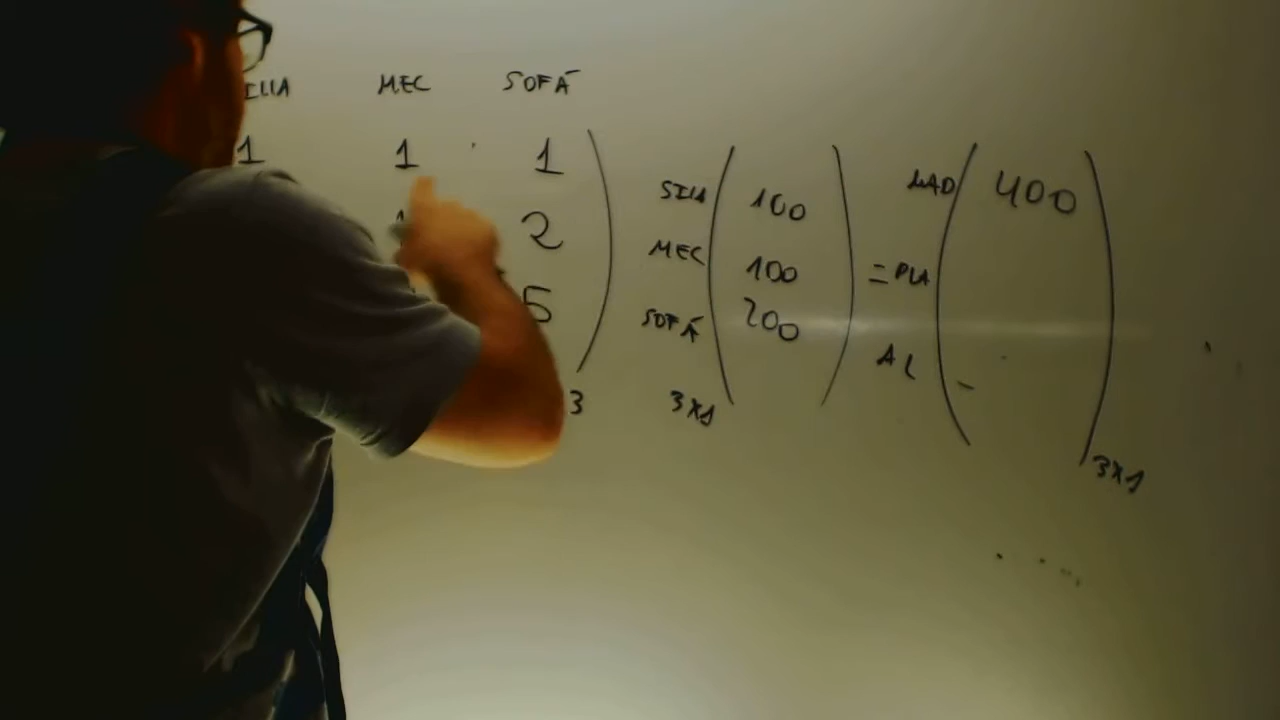 ILLA MEC SOFÁ
1 1 1
SILLA 100
MAD 400
2
MEC 100
= PLA
5
SOFÁ 200
AL
3 3x1
3x1